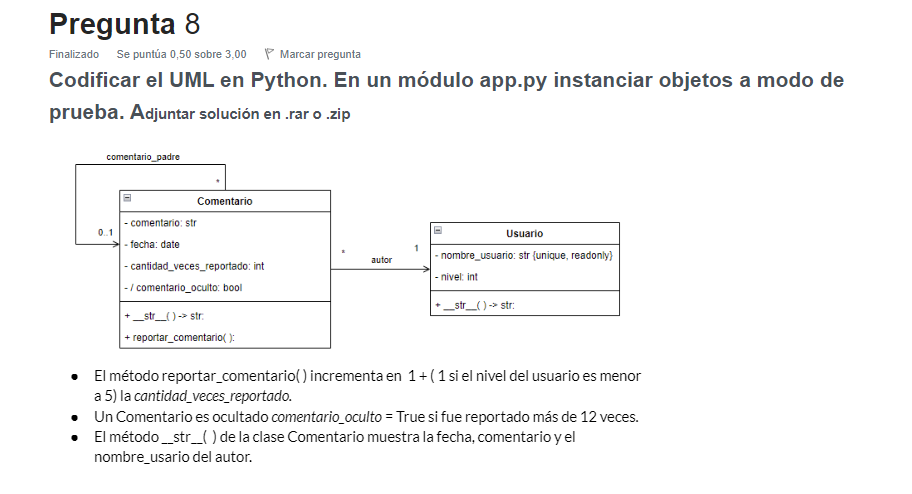 Pregunta 8
Finalizado Se puntúa 0,50 sobre 3,00 Marcar pregunta
Codificar el UML en Python. En un módulo app.py instanciar objetos a modo de
prueba. Adjuntar solución en .rar o .zip
comentario_padre
*
Comentario
- comentario: str
0..1
- fecha: date
- cantidad_veces_reportado: int
- / comentario_oculto: bool
+ __str__( ) -> str:
+ reportar_comentario( ):
* autor 1
Usuario
- nombre_usuario: str {unique, readonly}
- nivel: int
+ __str__( ) -> str:
• El método reportar_comentario( ) incrementa en 1 + ( 1 si el nivel del usuario es menor
a 5) la cantidad_veces_reportado.
• Un Comentario es ocultado comentario_oculto = True si fue reportado más de 12 veces.
• El método __str__( ) de la clase Comentario muestra la fecha, comentario y el
nombre_usario del autor.